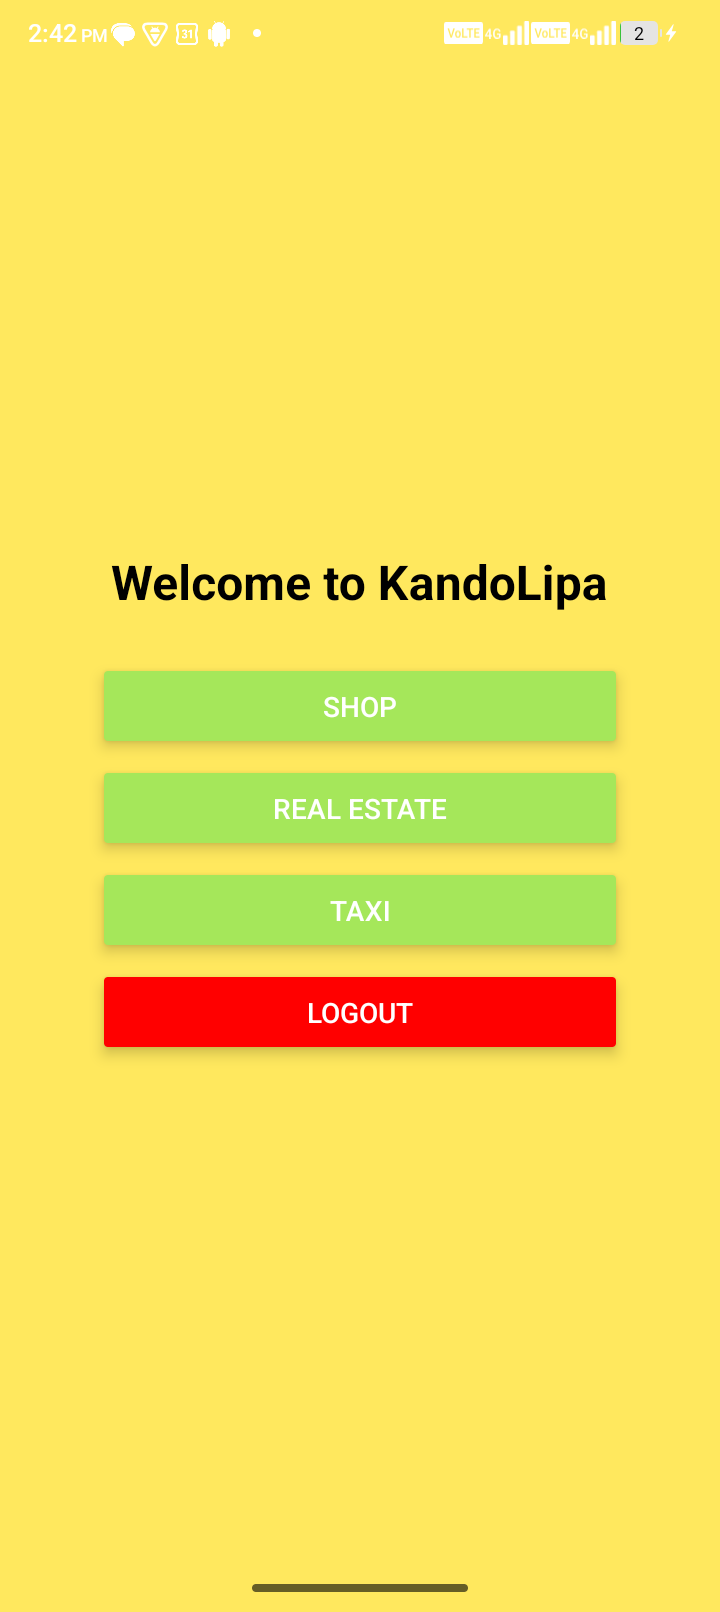 2:42 PM 31 VoLTE 4G VoLTE 4G 2
Welcome to KandoLipa
SHOP
REAL ESTATE
TAXI
LOGOUT